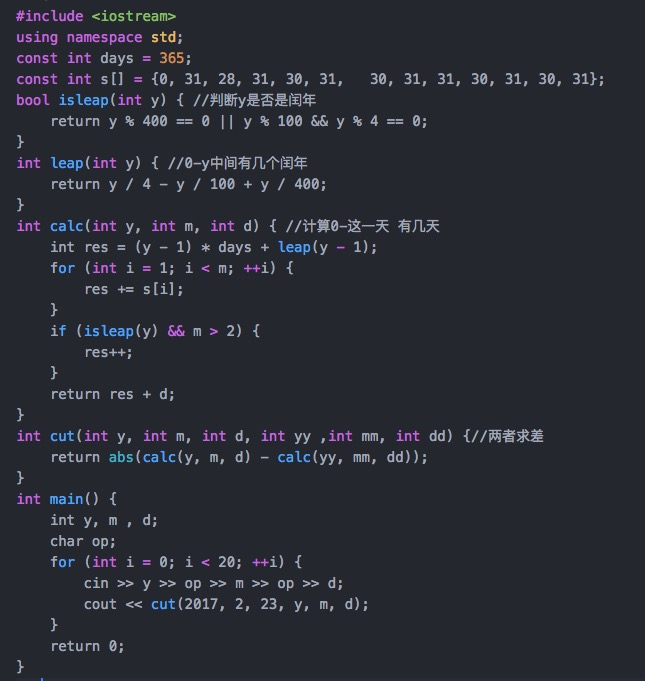 #include <iostream>
using namespace std;
const int days = 365;
const int s[] = {0, 31, 28, 31, 30, 31,   30, 31, 31, 30, 31, 30, 31};
bool isleap(int y) { //判断y是否是闰年
    return y % 400 == 0 || y % 100 && y % 4 == 0;
}
int leap(int y) { //0-y中间有几个闰年
    return y / 4 - y / 100 + y / 400;
}
int calc(int y, int m, int d) { //计算0-这一天 有几天
    int res = (y - 1) * days + leap(y - 1);
    for (int i = 1; i < m; ++i) {
        res += s[i];
    }
    if (isleap(y) && m > 2) {
        res++;
    }
    return res + d;
}
int cut(int y, int m, int d, int yy ,int mm, int dd) {//两者求差
    return abs(calc(y, m, d) - calc(yy, mm, dd));
}
int main() {
    int y, m , d;
    char op;
    for (int i = 0; i < 20; ++i) {
        cin >> y >> op >> m >> op >> d;
        cout << cut(2017, 2, 23, y, m, d);
    }
    return 0;
}